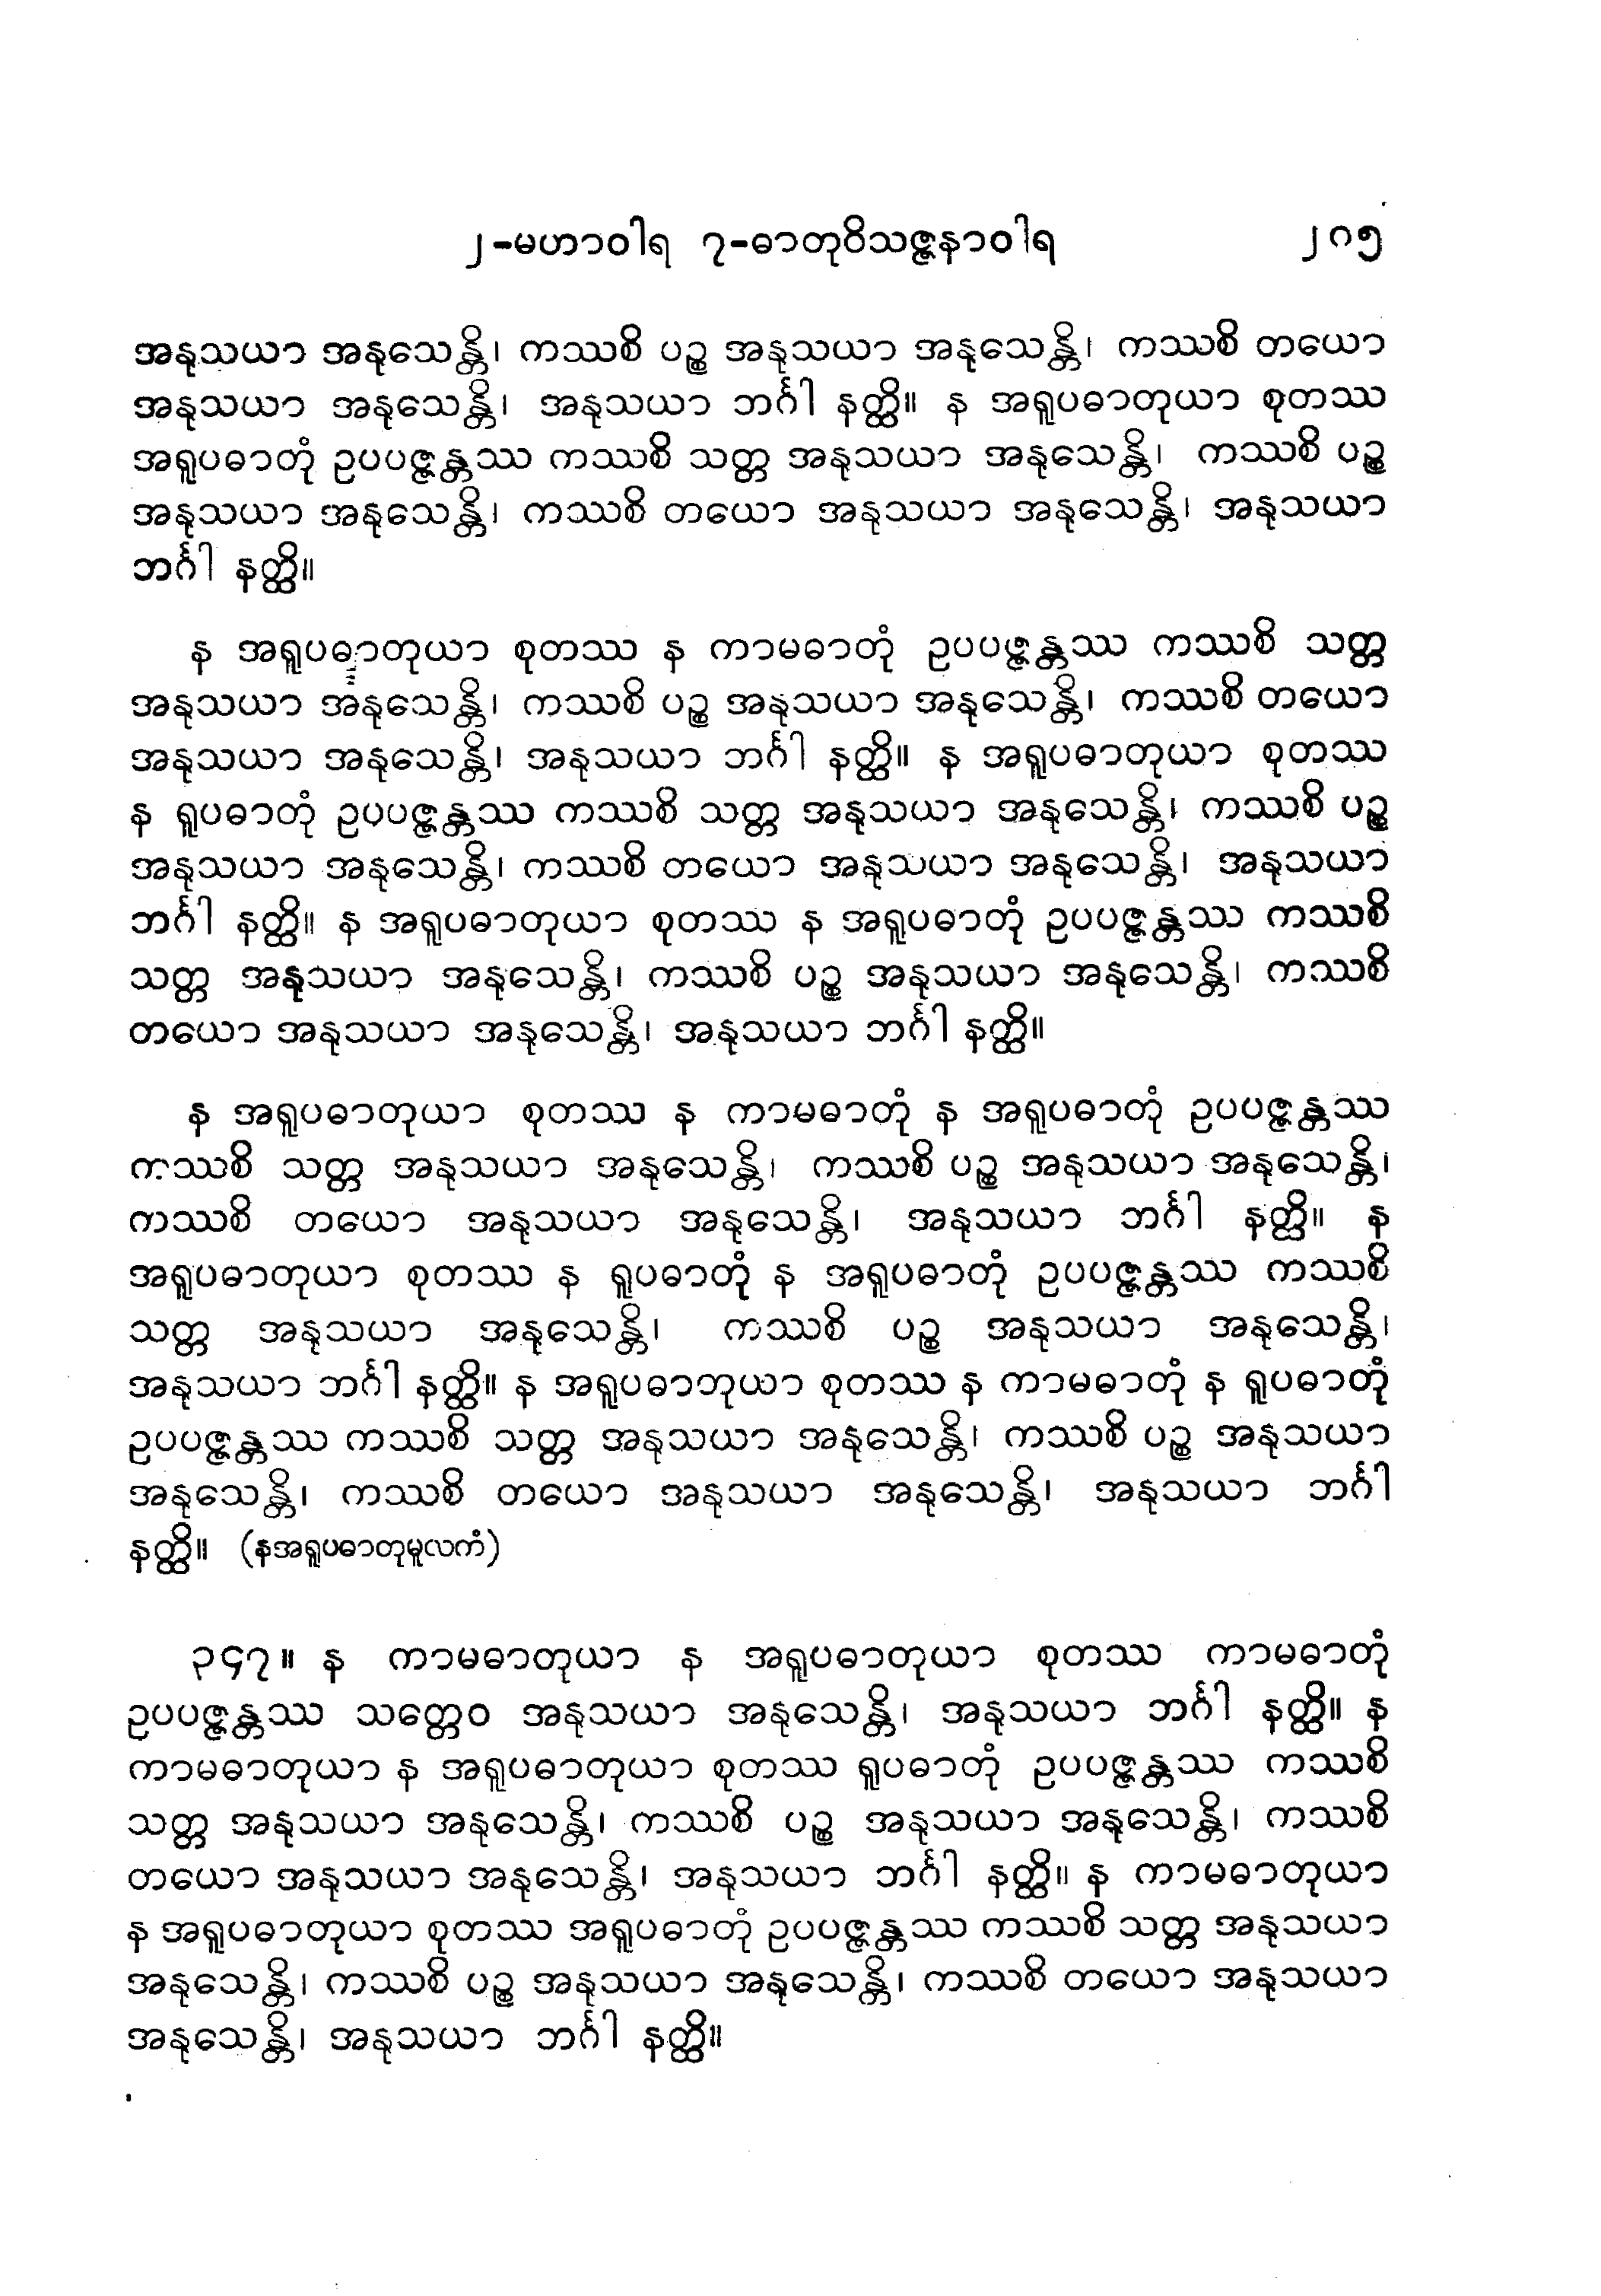 ၂-မဟာဝါရ ၇-ဓာတုဝိသဇ္ဇနာဝါရ ၂၈၅
အနုသယာ အနုသေန္တိ၊ ကဿစိ ပဉ္စ အနုသယာ အနုသေန္တိ၊ ကဿစိ တယော
အနုသယာ အနုသေန္တိ၊ အနုသယာ ဘင်္ဂါ နတ္ထိ။ န အရူပဓာတုယာ စုတဿ
အရူပဓာတုံ ဥပပဇ္ဇန္တဿ ကဿစိ သတ္တ အနုသယာ အနုသေန္တိ၊ ကဿစိ ပဉ္စ
အနုသယာ အနုသေန္တိ၊ ကဿစိ တယော အနုသယာ အနုသေန္တိ၊ အနုသယာ
ဘင်္ဂါ နတ္ထိ။
န အရူပဓာတုယာ စုတဿ န ကာမဓာတုံ ဥပပဇ္ဇန္တဿ ကဿစိ သတ္တ
အနုသယာ အနုသေန္တိ၊ ကဿစိ ပဉ္စ အနုသယာ အနုသေန္တိ၊ ကဿစိ တယော
အနုသယာ အနုသေန္တိ၊ အနုသယာ ဘင်္ဂါ နတ္ထိ။ န အရူပဓာတုယာ စုတဿ
န ရူပဓာတုံ ဥပပဇ္ဇန္တဿ ကဿစိ သတ္တ အနုသယာ အနုသေန္တိ၊ ကဿစိ ပဉ္စ
အနုသယာ အနုသေန္တိ၊ ကဿစိ တယော အနုသယာ အနုသေန္တိ၊ အနုသယာ
ဘင်္ဂါ နတ္ထိ။ န အရူပဓာတုယာ စုတဿ န အရူပဓာတုံ ဥပပဇ္ဇန္တဿ ကဿစိ
သတ္တ အနုသယာ အနုသေန္တိ၊ ကဿစိ ပဉ္စ အနုသယာ အနုသေန္တိ၊ ကဿစိ
တယော အနုသယာ အနုသေန္တိ၊ အနုသယာ ဘင်္ဂါ နတ္ထိ။
န အရူပဓာတုယာ စုတဿ န ကာမဓာတုံ န အရူပဓာတုံ ဥပပဇ္ဇန္တဿ
ကဿစိ သတ္တ အနုသယာ အနုသေန္တိ၊ ကဿစိ ပဉ္စ အနုသယာ အနုသေန္တိ၊
ကဿစိ တယော အနုသယာ အနုသေန္တိ၊ အနုသယာ ဘင်္ဂါ နတ္ထိ။ န
အရူပဓာတုယာ စုတဿ န ရူပဓာတုံ န အရူပဓာတုံ ဥပပဇ္ဇန္တဿ ကဿစိ
သတ္တ အနုသယာ အနုသေန္တိ၊ ကဿစိ ပဉ္စ အနုသယာ အနုသေန္တိ၊
အနုသယာ ဘင်္ဂါ နတ္ထိ။ န အရူပဓာဘုယာ စုတဿ န ကာမဓာတုံ န ရူပဓာတုံ
ဥပပဇ္ဇန္တဿ ကဿစိ သတ္တ အနုသယာ အနုသေန္တိ၊ ကဿစိ ပဉ္စ အနုသယာ
အနုသေန္တိ၊ ကဿစိ တယော အနုသယာ အနုသေန္တိ၊ အနုသယာ ဘင်္ဂါ
နတ္ထိ။ (နအရူပဓာတုမူလကံ)
၃၄၇။ န ကာမဓာတုယာ န အရူပဓာတုယာ စုတဿ ကာမဓာတုံ
ဥပပဇ္ဇန္တဿ သတ္တေဝ အနုသယာ အနုသေန္တိ၊ အနုသယာ ဘင်္ဂါ နတ္ထိ။ န
ကာမဓာတုယာ န အရူပဓာတုယာ စုတဿ ရူပဓာတုံ ဥပပဇ္ဇန္တဿ ကဿစိ
သတ္တ အနုသယာ အနုသေန္တိ၊ ကဿစိ ပဉ္စ အနုသယာ အနုသေန္တိ၊ ကဿစိ
တယော အနုသယာ အနုသေန္တိ၊ အနုသယာ ဘင်္ဂါ နတ္ထိ။ န ကာမဓာတုယာ
န အရူပဓာတုယာ စုတဿ အရူပဓာတုံ ဥပပဇ္ဇန္တဿ ကဿစိ သတ္တ အနုသယာ
အနုသေန္တိ၊ ကဿစိ ပဉ္စ အနုသယာ အနုသေန္တိ၊ ကဿစိ တယော အနုသယာ
အနုသေန္တိ၊ အနုသယာ ဘင်္ဂါ နတ္ထိ။